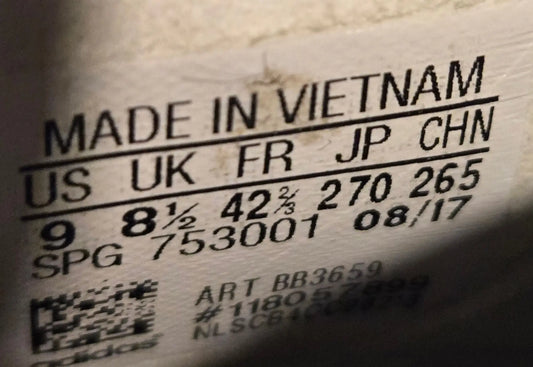 MADE IN VIETNAM
US UK FR JP CHN
9 8½ 42⅔ 270 265
SPG 753001 08/17
ART BB3659
adidas